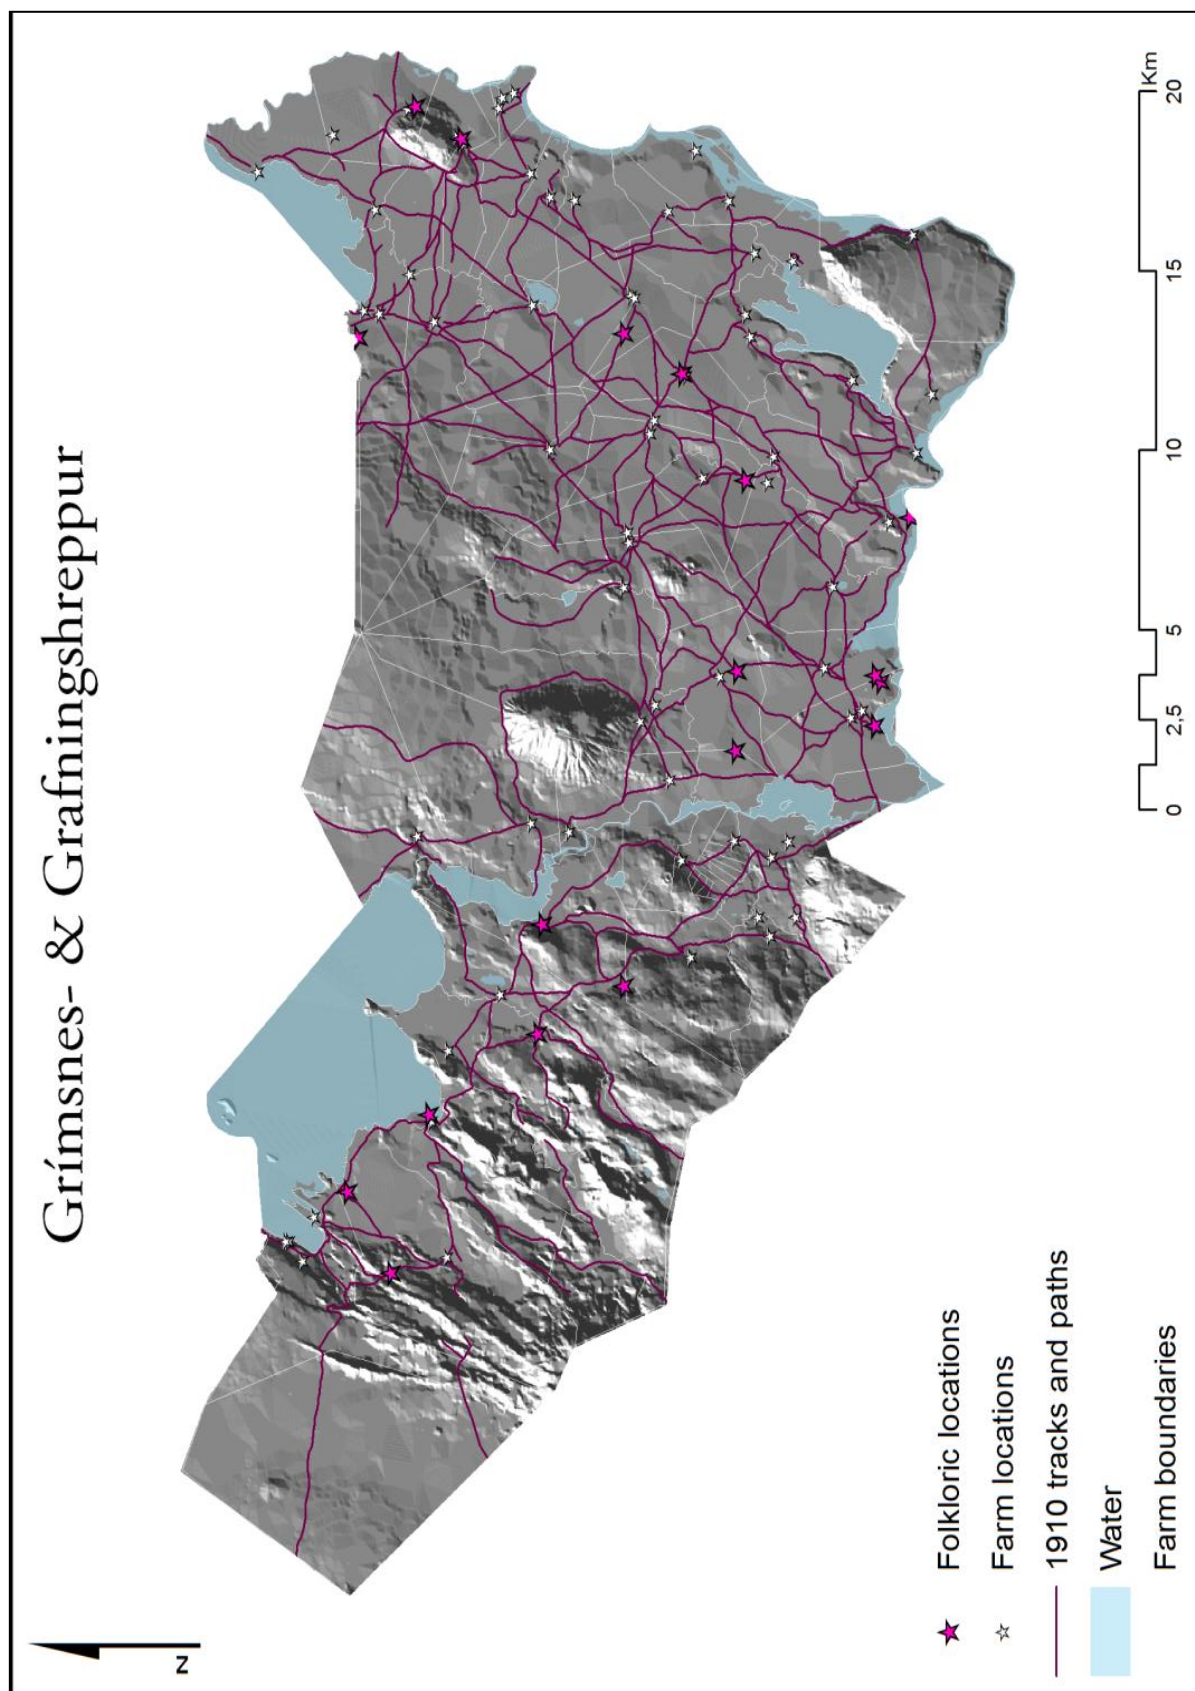 Grímsnes- & Grafningshreppur
N
Folkloric locations
Farm locations
1910 tracks and paths
Water
Farm boundaries
0 2,5 5 10 15 20
Km